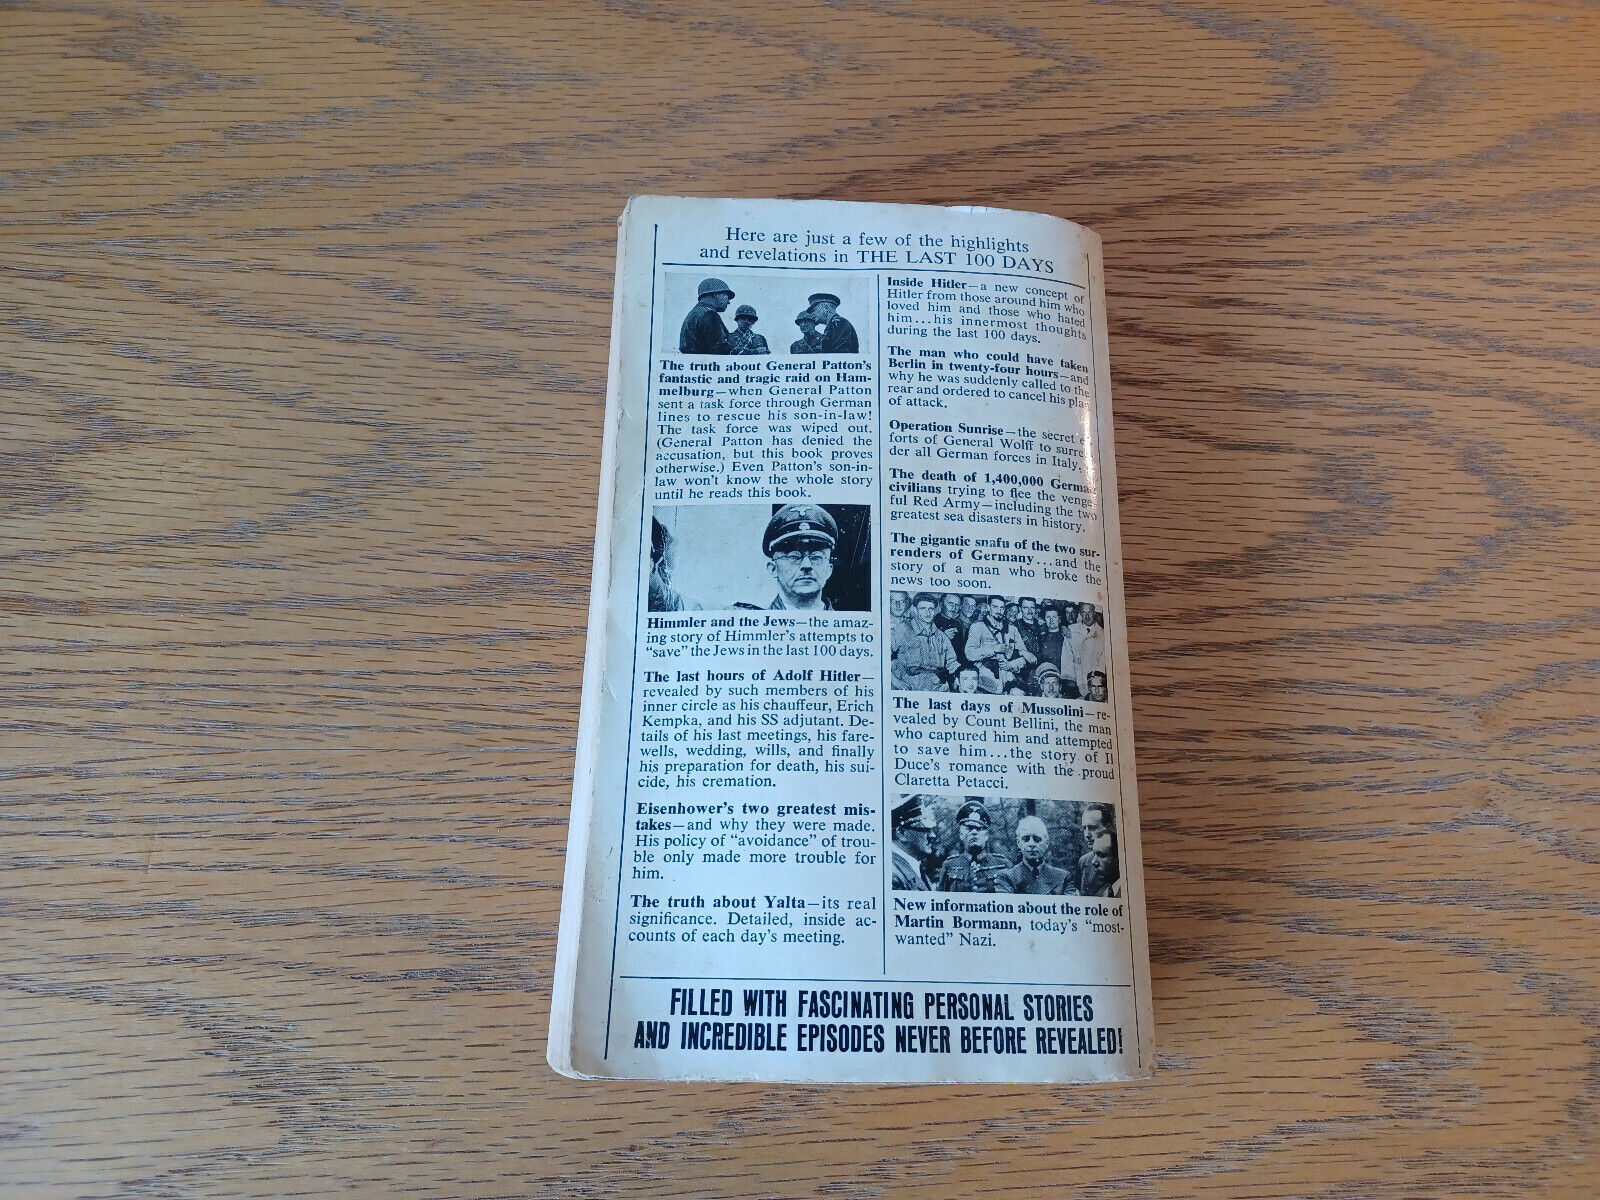 Here are just a few of the highlights
and revelations in THE LAST 100 DAYS
The truth about General Patton's
fantastic and tragic raid on Ham-
melburg—when General Patton
sent a task force through German
lines to rescue his son-in-law!
The task force was wiped out.
(General Patton has denied the
accusation, but this book proves
otherwise.) Even Patton's son-in-
law won't know the whole story
until he reads this book.
Himmler and the Jews—the amaz-
ing story of Himmler's attempts to
"save" the Jews in the last 100 days.
The last hours of Adolf Hitler—
revealed by such members of his
inner circle as his chauffeur, Erich
Kempka, and his SS adjutant. De-
tails of his last meetings, his fare-
wells, wedding, wills, and finally
his preparation for death, his sui-
cide, his cremation.
Eisenhower's two greatest mis-
takes—and why they were made.
His policy of "avoidance" of trou-
ble only made more trouble for
him.
The truth about Yalta—its real
significance. Detailed, inside ac-
counts of each day's meeting.
Inside Hitler—a new concept of
Hitler from those around him who
loved him and those who hated
him...his innermost thoughts
during the last 100 days.
The man who could have taken
Berlin in twenty-four hours—and
why he was suddenly called to the
rear and ordered to cancel his plan
of attack.
Operation Sunrise—the secret
forts of General Wolff to surren-
der all German forces in Italy.
The death of 1,400,000 German
civilians trying to flee the venge-
ful Red Army—including the two
greatest sea disasters in history.
The gigantic snafu of the two sur-
renders of Germany...and the
story of a man who broke the
news too soon.
The last days of Mussolini—re-
vealed by Count Bellini, the man
who captured him and attempted
to save him...the story of Il
Duce's romance with the proud
Claretta Petacci.
New information about the role of
Martin Bormann, today's "most-
wanted" Nazi.
FILLED WITH FASCINATING PERSONAL STORIES
AND INCREDIBLE EPISODES NEVER BEFORE REVEALED!